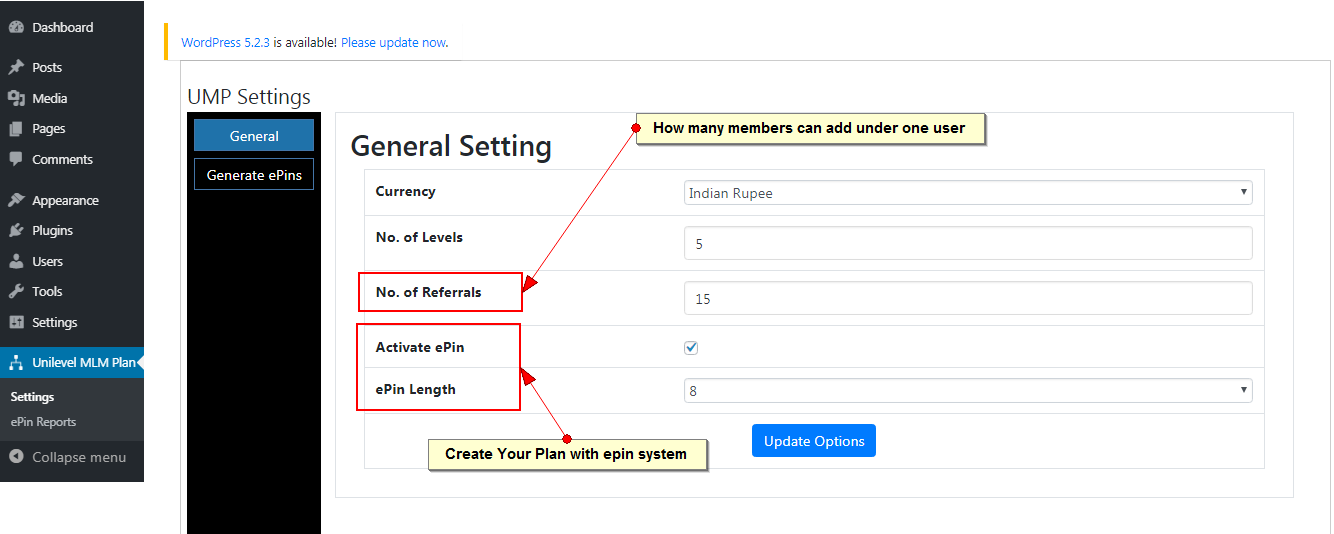 Dashboard
Posts
Media
Pages
Comments
Appearance
Plugins
Users
Tools
Settings
Unilevel MLM Plan
Settings
ePin Reports
Collapse menu
WordPress 5.2.3 is available! Please update now.
UMP Settings
General
Generate ePins
General Setting
How many members can add under one user
Currency
Indian Rupee
No. of Levels
5
No. of Referrals
15
Activate ePin
ePin Length
8
Create Your Plan with epin system
Update Options